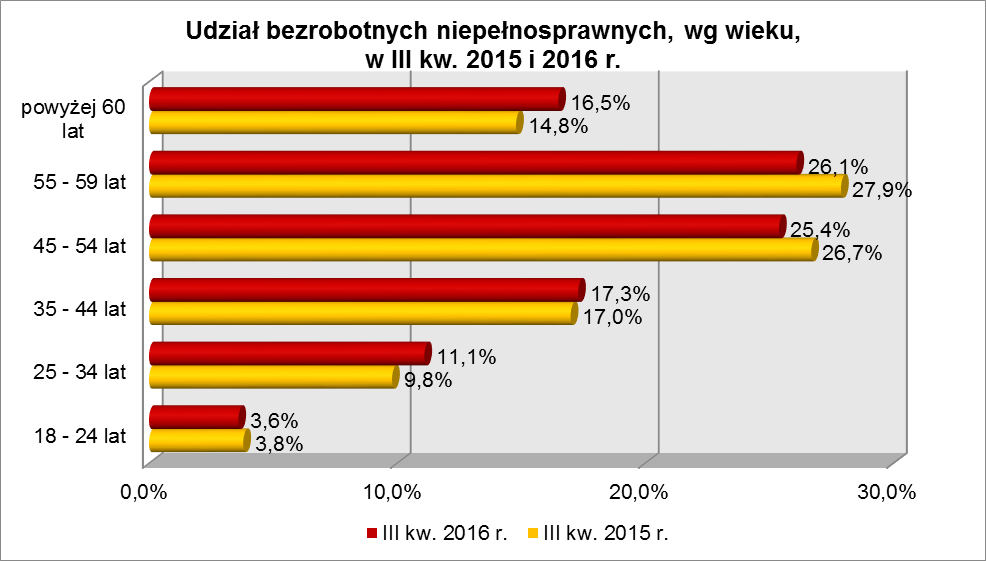 Udział bezrobotnych niepełnosprawnych, wg wieku,
w III kw. 2015 i 2016 r.
powyżej 60
lat
16,5%
14,8%
55 - 59 lat
26,1%
27,9%
45 - 54 lat
25,4%
26,7%
35 - 44 lat
17,3%
17,0%
25 - 34 lat
11,1%
9,8%
18 - 24 lat
3,6%
3,8%
0,0% 10,0% 20,0% 30,0%
III kw. 2016 r. III kw. 2015 r.